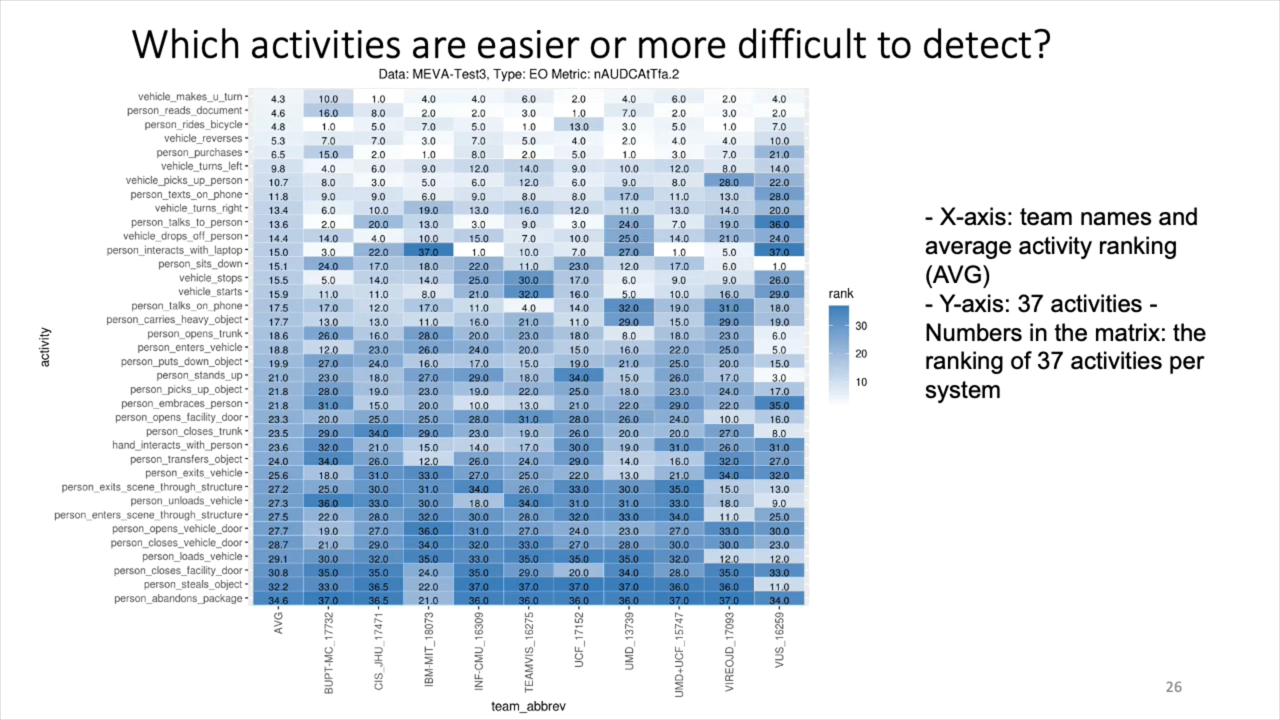 Which activities are easier or more difficult to detect?
Data: MEVA-Test3, Type: EO Metric: nAUDCAtTfa.2
vehicle_makes_u_turn 4.3 10.0 1.0 4.0 4.0 6.0 2.0 4.0 6.0 2.0 4.0
person_reads_document 4.6 16.0 8.0 2.0 2.0 3.0 1.0 7.0 2.0 3.0 2.0
person_rides_bicycle 4.8 1.0 5.0 7.0 5.0 1.0 13.0 3.0 5.0 1.0 7.0
vehicle_reverses 5.3 7.0 7.0 3.0 7.0 5.0 4.0 2.0 4.0 4.0 10.0
person_purchases 6.5 15.0 2.0 1.0 8.0 2.0 5.0 1.0 3.0 7.0 21.0
vehicle_turns_left 9.8 4.0 6.0 9.0 12.0 14.0 9.0 10.0 12.0 8.0 14.0
vehicle_picks_up_person 10.7 8.0 3.0 5.0 6.0 12.0 6.0 9.0 8.0 28.0 22.0
person_texts_on_phone 11.8 9.0 9.0 6.0 9.0 8.0 8.0 17.0 11.0 13.0 28.0
vehicle_turns_right 13.4 6.0 10.0 19.0 13.0 16.0 12.0 11.0 13.0 14.0 20.0
person_talks_to_person 13.6 2.0 20.0 13.0 3.0 9.0 3.0 24.0 7.0 19.0 36.0
vehicle_drops_off_person 14.4 14.0 4.0 10.0 15.0 7.0 10.0 25.0 14.0 21.0 24.0
person_interacts_with_laptop 15.0 3.0 22.0 37.0 1.0 10.0 7.0 27.0 1.0 5.0 37.0
person_sits_down 15.1 24.0 17.0 18.0 22.0 11.0 23.0 12.0 17.0 6.0 1.0
vehicle_stops 15.5 5.0 14.0 14.0 25.0 30.0 17.0 6.0 9.0 9.0 26.0
vehicle_starts 15.9 11.0 11.0 8.0 21.0 32.0 16.0 5.0 10.0 16.0 29.0
person_talks_on_phone 17.5 17.0 12.0 17.0 11.0 4.0 14.0 32.0 19.0 31.0 18.0
person_carries_heavy_object 17.7 13.0 13.0 11.0 16.0 21.0 11.0 29.0 15.0 29.0 19.0
person_opens_trunk 18.6 26.0 16.0 28.0 20.0 23.0 18.0 8.0 18.0 23.0 6.0
person_enters_vehicle 18.8 12.0 23.0 26.0 24.0 20.0 15.0 16.0 22.0 25.0 5.0
person_puts_down_object 19.9 27.0 24.0 16.0 17.0 15.0 19.0 21.0 25.0 20.0 15.0
person_stands_up 21.0 23.0 18.0 27.0 29.0 18.0 34.0 15.0 26.0 17.0 3.0
person_picks_up_object 21.8 28.0 19.0 23.0 19.0 22.0 25.0 18.0 23.0 24.0 17.0
person_embraces_person 21.8 31.0 15.0 20.0 10.0 13.0 21.0 22.0 29.0 22.0 35.0
person_opens_facility_door 23.3 20.0 25.0 25.0 28.0 31.0 28.0 26.0 24.0 10.0 16.0
person_closes_trunk 23.5 29.0 34.0 29.0 23.0 19.0 26.0 20.0 20.0 27.0 8.0
hand_interacts_with_person 23.6 32.0 21.0 15.0 14.0 17.0 30.0 19.0 31.0 26.0 31.0
person_transfers_object 24.0 34.0 26.0 12.0 26.0 24.0 29.0 14.0 16.0 32.0 27.0
person_exits_vehicle 25.6 18.0 31.0 33.0 27.0 25.0 22.0 13.0 21.0 34.0 32.0
person_exits_scene_through_structure 27.2 25.0 30.0 31.0 34.0 26.0 33.0 30.0 35.0 15.0 13.0
person_unloads_vehicle 27.3 36.0 33.0 30.0 18.0 34.0 31.0 31.0 33.0 18.0 9.0
person_enters_scene_through_structure 27.5 22.0 28.0 32.0 30.0 28.0 32.0 33.0 34.0 11.0 25.0
person_opens_vehicle_door 27.7 19.0 27.0 36.0 31.0 27.0 24.0 23.0 27.0 33.0 30.0
person_closes_vehicle_door 28.7 21.0 29.0 34.0 32.0 33.0 27.0 28.0 30.0 30.0 23.0
person_loads_vehicle 29.1 30.0 32.0 35.0 33.0 35.0 35.0 35.0 32.0 12.0 12.0
person_closes_facility_door 30.8 35.0 35.0 24.0 35.0 29.0 20.0 34.0 28.0 35.0 33.0
person_steals_object 32.2 33.0 36.5 22.0 37.0 37.0 37.0 37.0 36.0 36.0 11.0
person_abandons_package 34.6 37.0 36.5 21.0 36.0 36.0 36.0 36.0 37.0 37.0 34.0
AVG BUPT-MC_17732 CIS_JHU_17471 IBM-MIT_18073 INF-CMU_16309 TEAMVIS_16275 UCF_17152 UMD_13739 UMD+UCF_15747 VIREOJD_17093 VUS_16259
team_abbrev
activity
rank
30
20
10
- X-axis: team names and
average activity ranking
(AVG)
- Y-axis: 37 activities -
Numbers in the matrix: the
ranking of 37 activities per
system
26